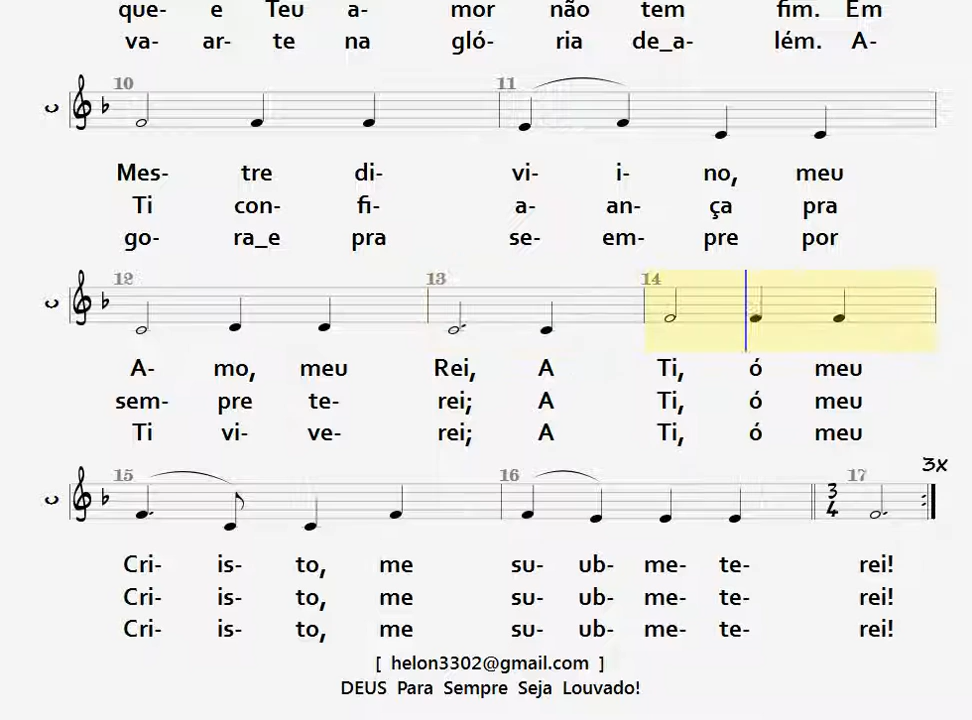 que- e Teu a- mor não tem fim. Em
va- ar- te na gló- ria de_a- lém. A-
10 11
Mes- tre di- vi- i- no, meu
Ti con- fi- a- an- ça pra
go- ra_e pra se- em- pre por
12 13 14
A- mo, meu Rei, A Ti, ó meu
sem- pre te- rei; A Ti, ó meu
Ti vi- ve- rei; A Ti, ó meu
15 16 17 3x
3
4
Cri- is- to, me su- ub- me- te- rei!
Cri- is- to, me su- ub- me- te- rei!
Cri- is- to, me su- ub- me- te- rei!
[ helon3302@gmail.com ]
DEUS Para Sempre Seja Louvado!